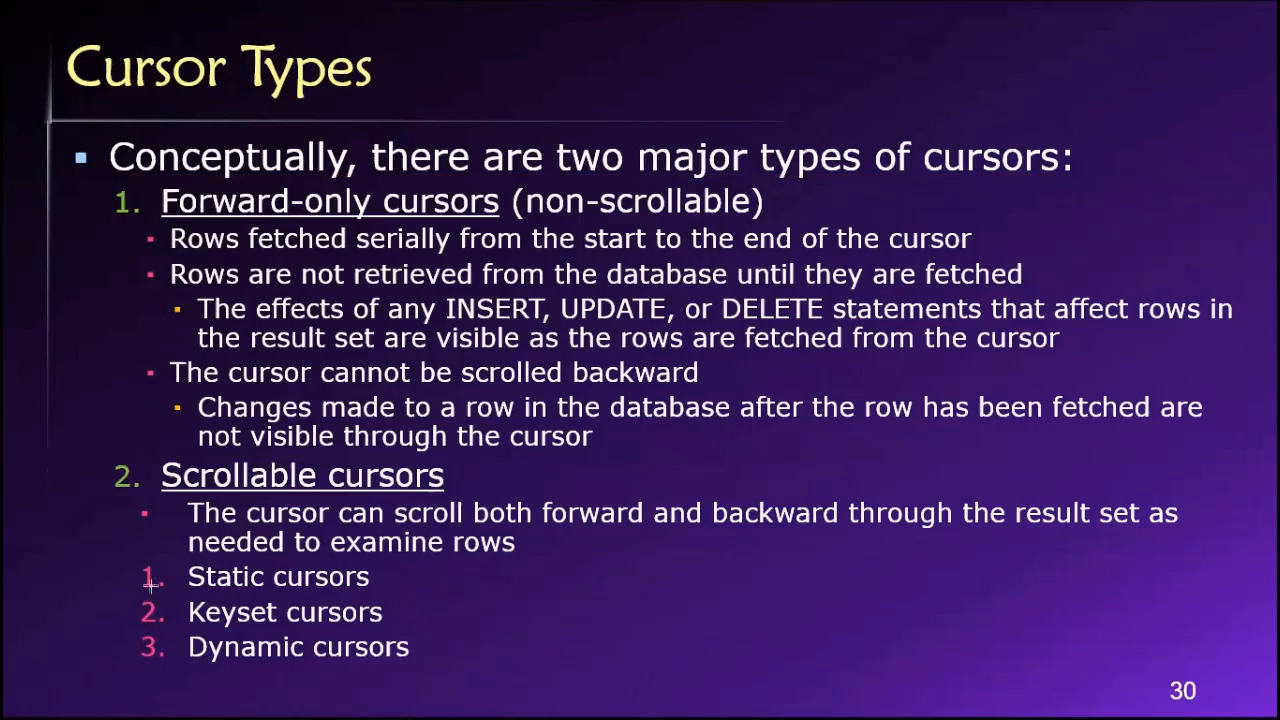 Cursor Types
▪ Conceptually, there are two major types of cursors:
1. Forward-only cursors (non-scrollable)
▪ Rows fetched serially from the start to the end of the cursor
▪ Rows are not retrieved from the database until they are fetched
▪ The effects of any INSERT, UPDATE, or DELETE statements that affect rows in
the result set are visible as the rows are fetched from the cursor
▪ The cursor cannot be scrolled backward
▪ Changes made to a row in the database after the row has been fetched are
not visible through the cursor
2. Scrollable cursors
▪ The cursor can scroll both forward and backward through the result set as
needed to examine rows
1. Static cursors
2. Keyset cursors
3. Dynamic cursors
30